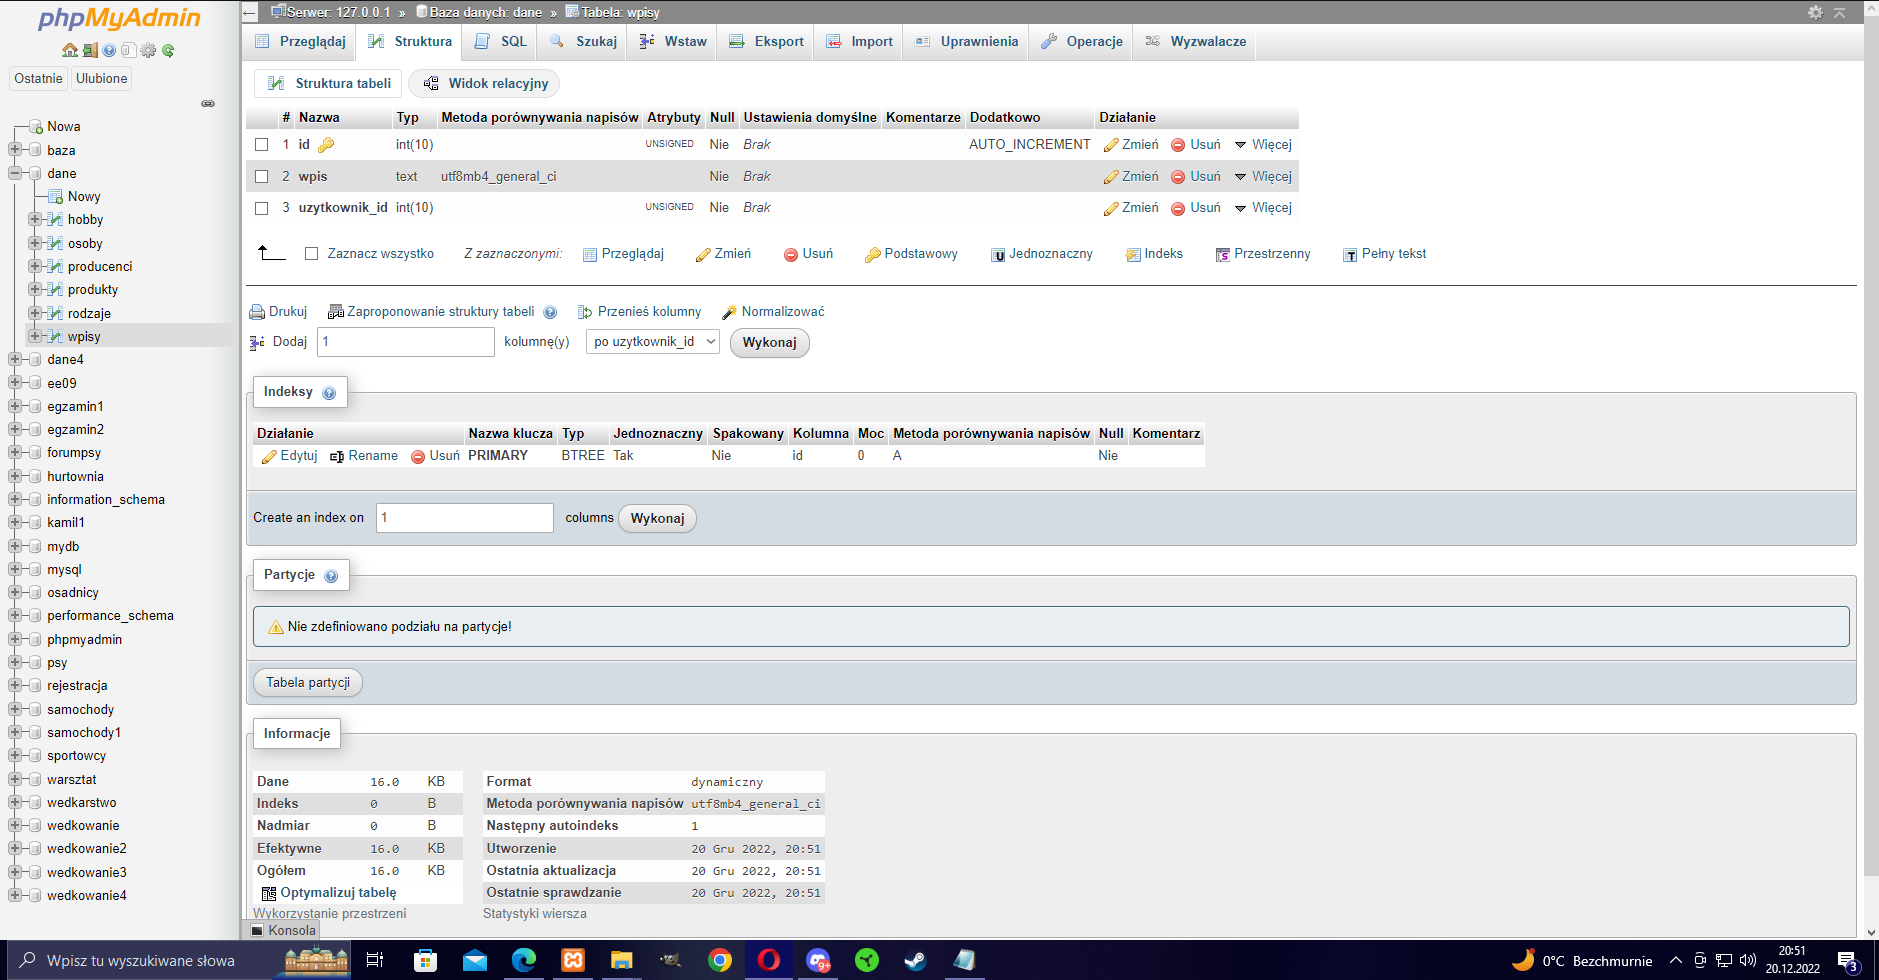 phpMyAdmin
Ostatnie Ulubione
Nowa
baza
dane
Nowy
hobby
osoby
producenci
produkty
rodzaje
wpisy
dane4
ee09
egzamin1
egzamin2
forumpsy
hurtownia
information_schema
kamil1
mydb
mysql
osadnicy
performance_schema
phpmyadmin
psy
rejestracja
samochody
samochody1
sportowcy
warsztat
wedkarstwo
wedkowanie
wedkowanie2
wedkowanie3
wedkowanie4
Serwer: 127.0.0.1 » Baza danych: dane » Tabela: wpisy
Przeglądaj Struktura SQL Szukaj Wstaw Eksport Import Uprawnienia Operacje Wyzwalacze
Struktura tabeli Widok relacyjny
# Nazwa Typ Metoda porównywania napisów Atrybuty Null Ustawienia domyślne Komentarze Dodatkowo Działanie
1 id int(10) UNSIGNED Nie Brak AUTO_INCREMENT Zmień Usuń Więcej
2 wpis text utf8mb4_general_ci Nie Brak Zmień Usuń Więcej
3 uzytkownik_id int(10) UNSIGNED Nie Brak Zmień Usuń Więcej
Zaznacz wszystko Z zaznaczonymi: Przeglądaj Zmień Usuń Podstawowy Jednoznaczny Indeks Przestrzenny Pełny tekst
Drukuj Zaproponowanie struktury tabeli Przenieś kolumny Normalizować
Dodaj 1 kolumnę(y) po uzytkownik_id Wykonaj
Indeksy
Działanie Nazwa klucza Typ Jednoznaczny Spakowany Kolumna Moc Metoda porównywania napisów Null Komentarz
Edytuj Rename Usuń PRIMARY BTREE Tak Nie id 0 A Nie
Create an index on 1 columns Wykonaj
Partycje
Nie zdefiniowano podziału na partycje!
Tabela partycji
Informacje
Dane 16.0 KB
Indeks 0 B
Nadmiar 0 B
Efektywne 16.0 KB
Ogółem 16.0 KB
Optymalizuj tabelę
Wykorzystanie przestrzeni
Format dynamiczny
Metoda porównywania napisów utf8mb4_general_ci
Następny autoindeks 1
Utworzenie 20 Gru 2022, 20:51
Ostatnia aktualizacja 20 Gru 2022, 20:51
Ostatnie sprawdzanie 20 Gru 2022, 20:51
Statystyki wiersza
Konsola
Wpisz tu wyszukiwane słowa
9+
0°C Bezchmurnie
20:51
20.12.2022
3